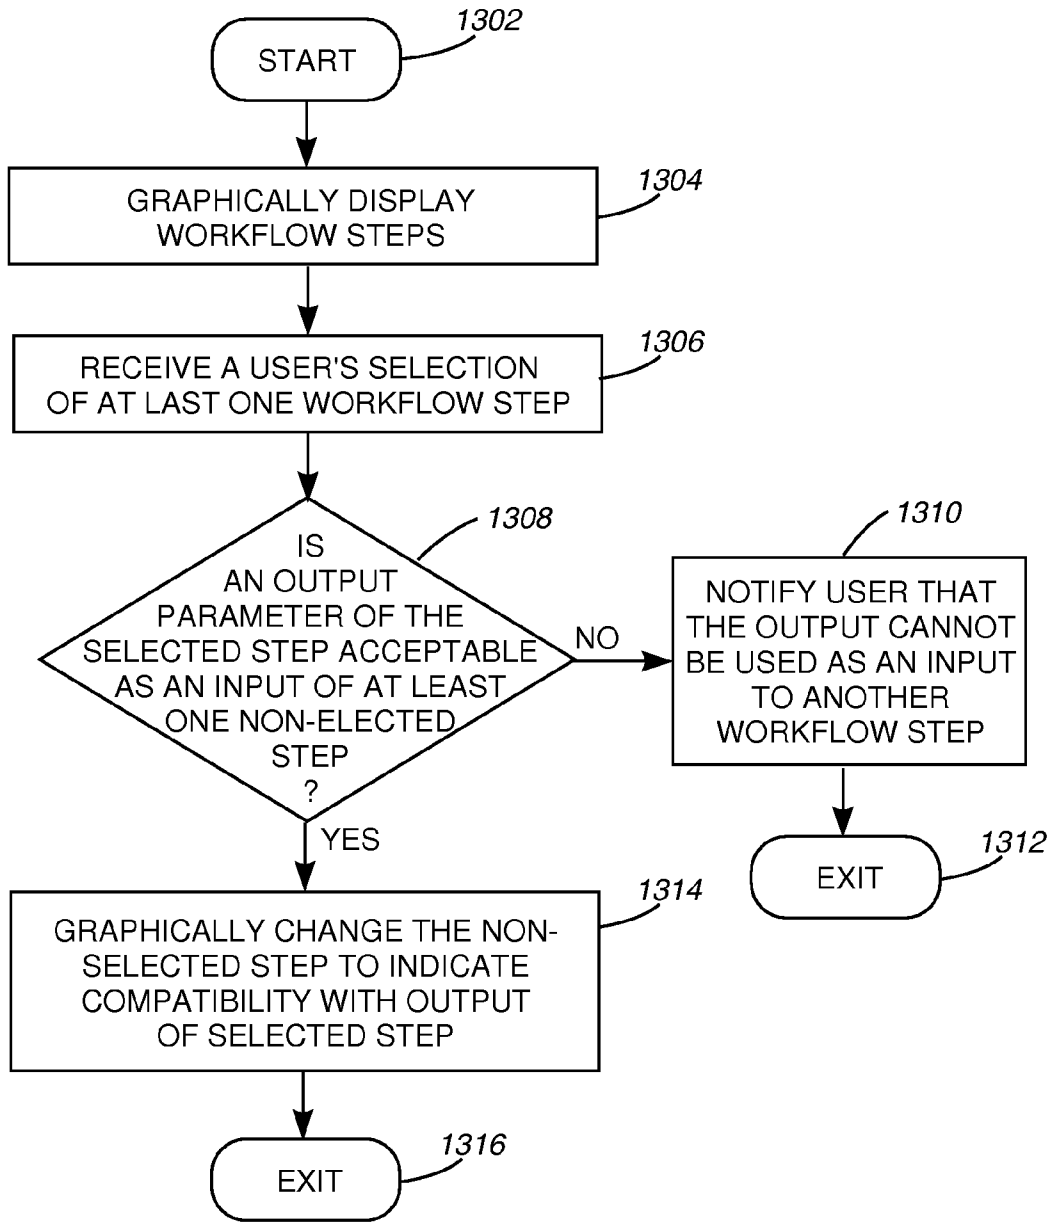 1302
START
1304
GRAPHICALLY DISPLAY
WORKFLOW STEPS
1306
RECEIVE A USER'S SELECTION
OF AT LAST ONE WORKFLOW STEP
1308
IS
AN OUTPUT
PARAMETER OF THE
SELECTED STEP ACCEPTABLE
AS AN INPUT OF AT LEAST
ONE NON-ELECTED
STEP
?
NO
1310
NOTIFY USER THAT
THE OUTPUT CANNOT
BE USED AS AN INPUT
TO ANOTHER
WORKFLOW STEP
1312
EXIT
YES
1314
GRAPHICALLY CHANGE THE NON-
SELECTED STEP TO INDICATE
COMPATIBILITY WITH OUTPUT
OF SELECTED STEP
1316
EXIT